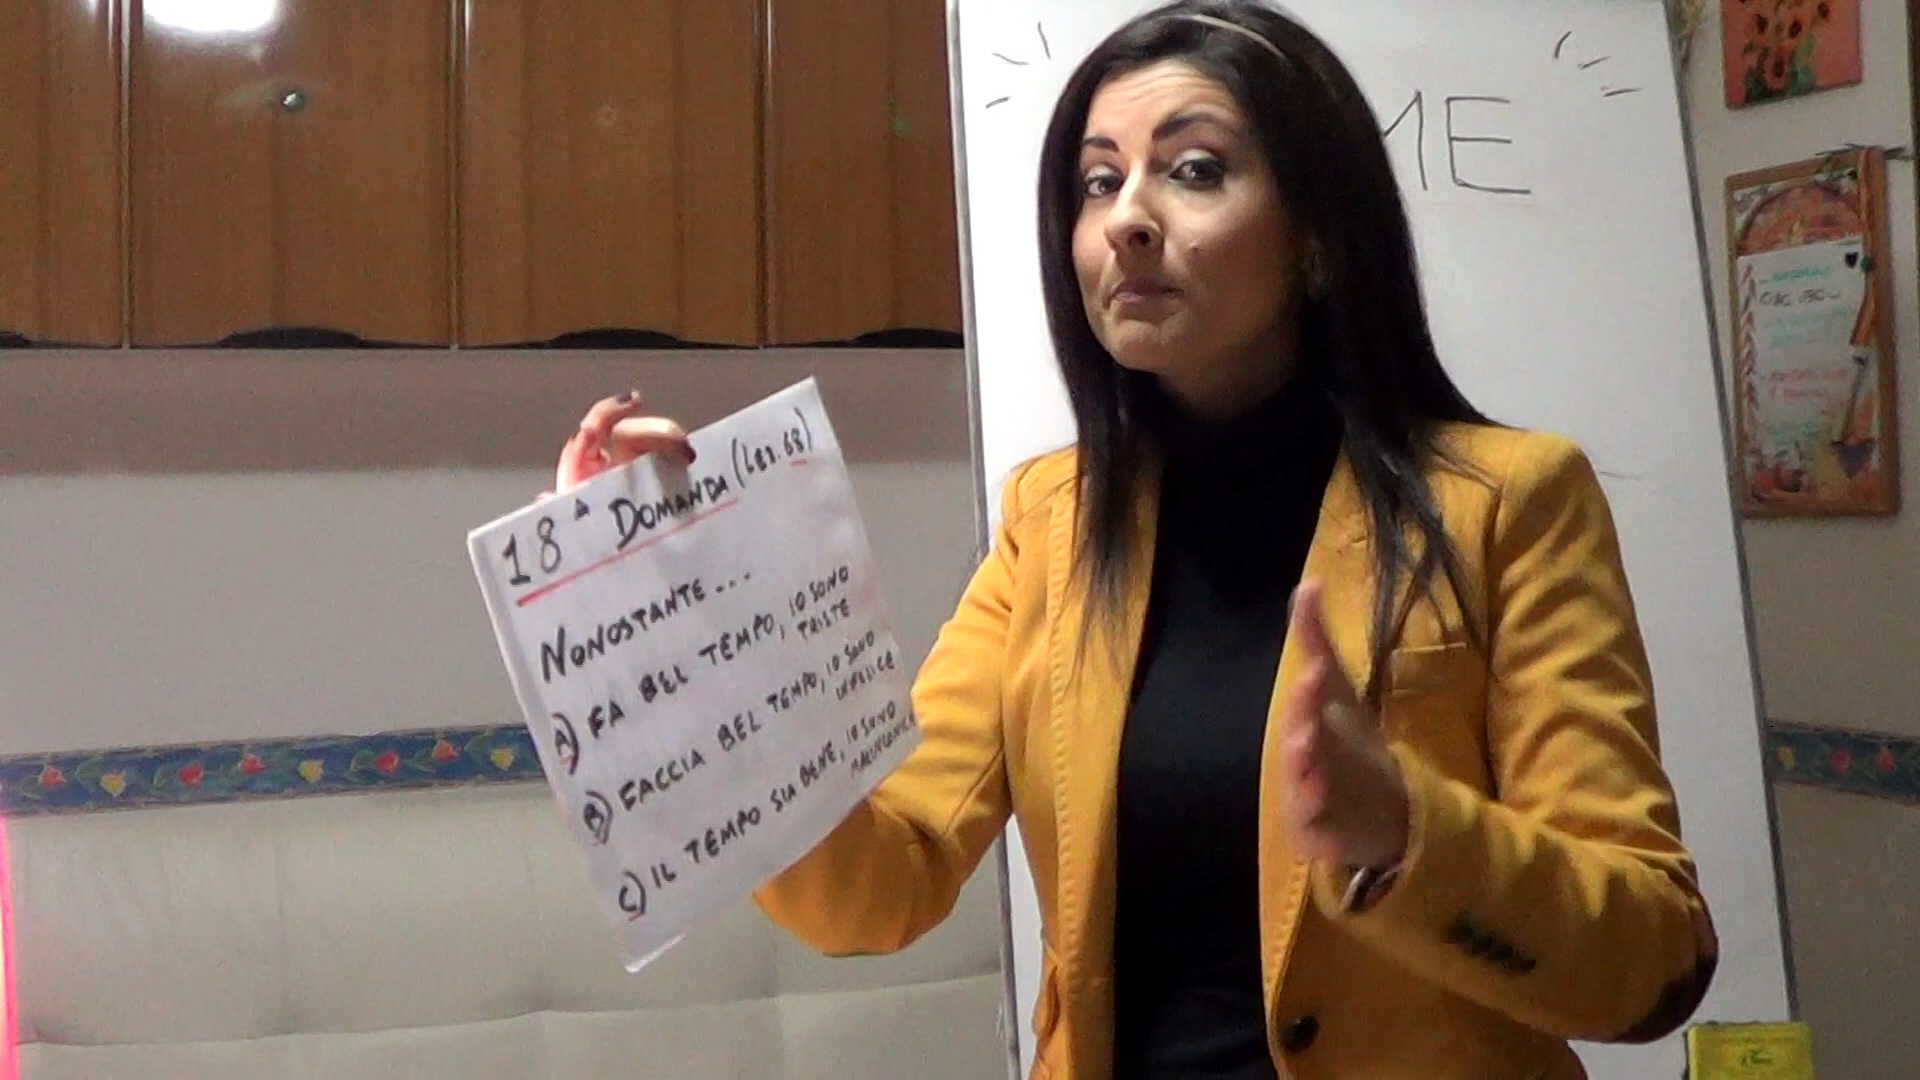 ME
18ª DOMANDA (LEZ. 68)
NONOSTANTE...
A) FA BEL TEMPO, IO SONO
TRISTE
B) FACCIA BEL TEMPO, IO SONO
INFELICE
C) IL TEMPO SIA BENE, IO SONO
MALINCONICA